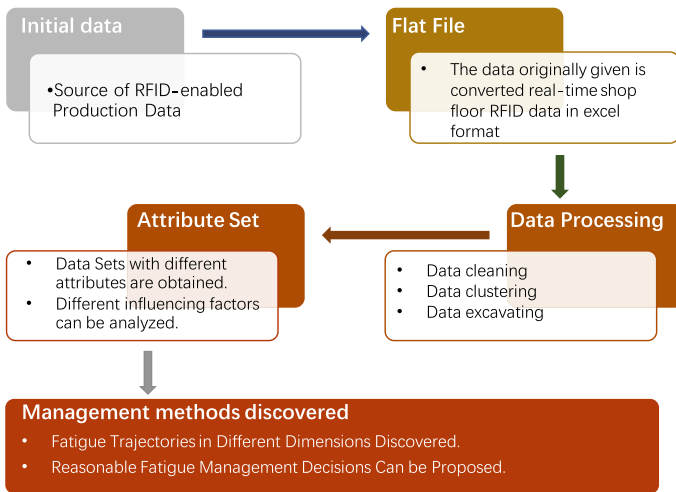 Initial data
•Source of RFID-enabled
Production Data
Flat File
• The data originally given is
converted real-time shop
floor RFID data in excel
format
Data Processing
• Data cleaning
• Data clustering
• Data excavating
Attribute Set
• Data Sets with different
attributes are obtained.
• Different influencing factors
can be analyzed.
Management methods discovered
• Fatigue Trajectories in Different Dimensions Discovered.
• Reasonable Fatigue Management Decisions Can be Proposed.